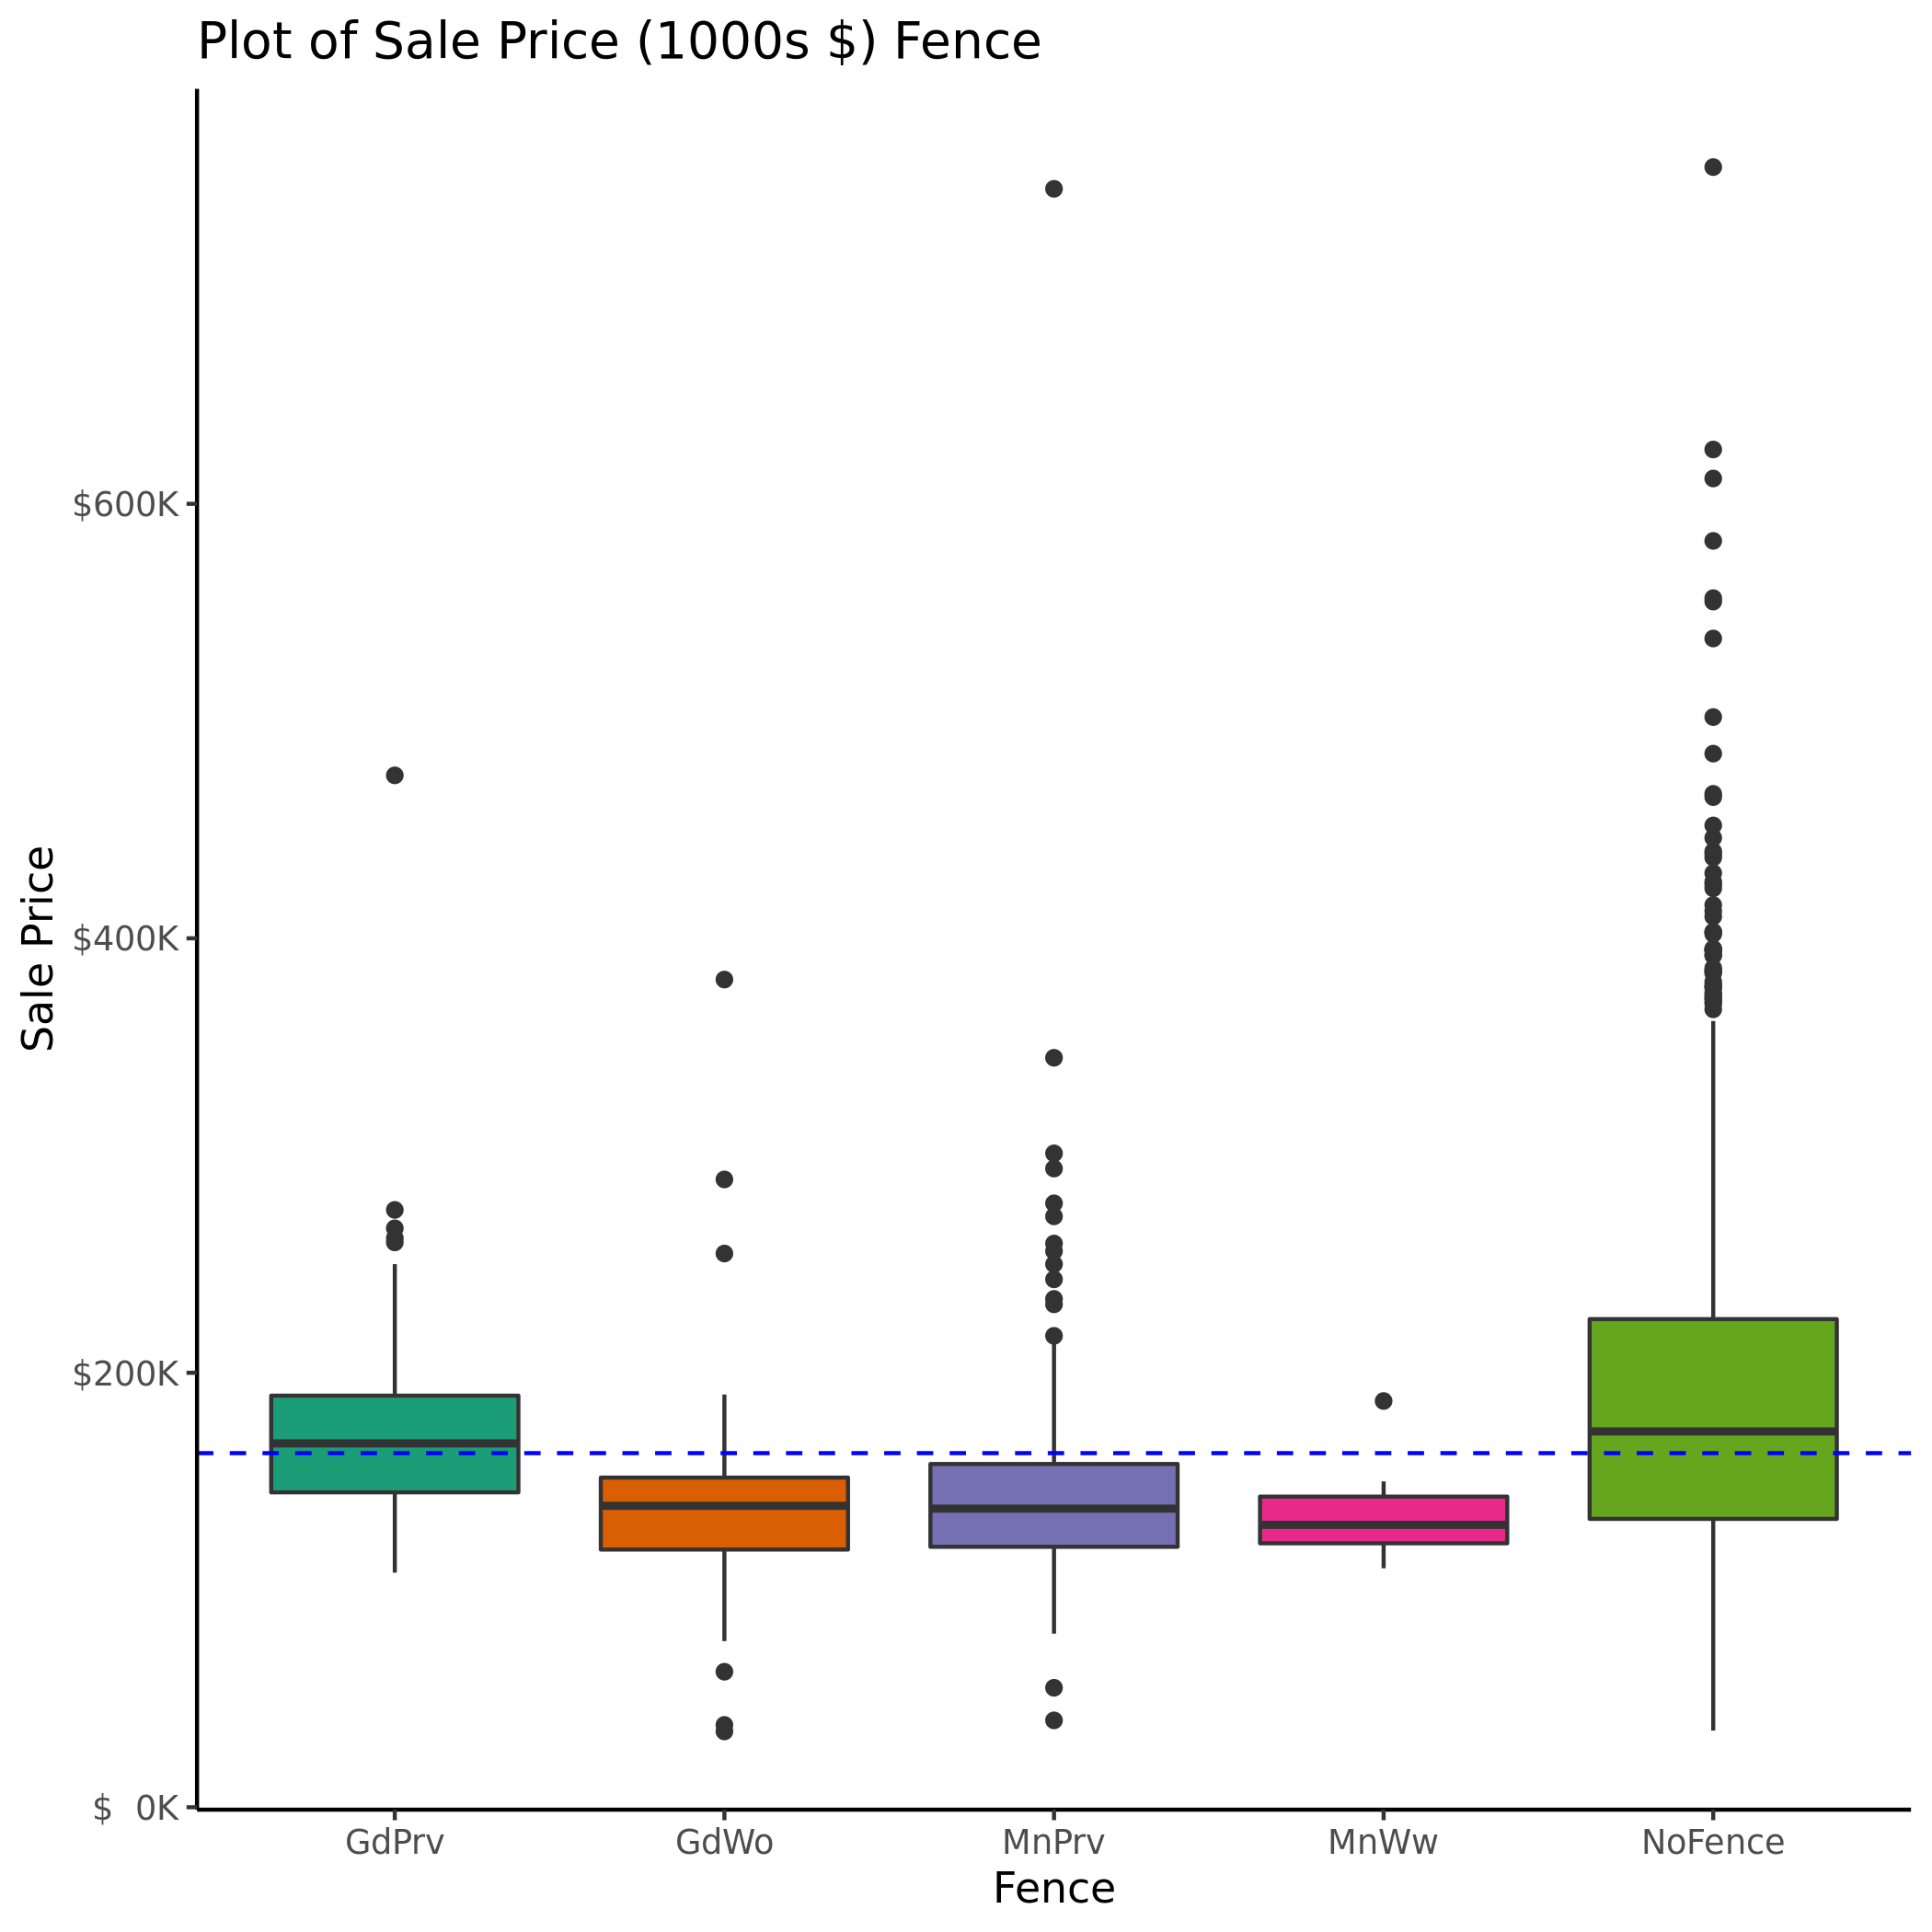 Plot of Sale Price (1000s $) Fence
Sale Price
$600K
$400K
$200K
$  0K
GdPrv GdWo MnPrv MnWw NoFence
Fence